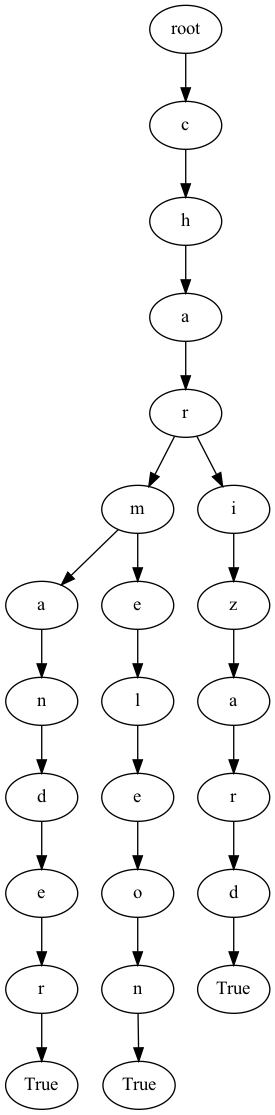 root
c
h
a
r
m i
a e z
n l a
d e r
e o d
r n True
True True